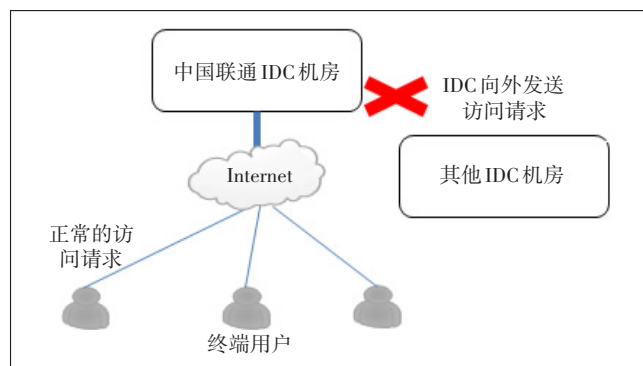 中国联通IDC机房
IDC向外发送
访问请求
其他IDC机房
Internet
正常的访
问请求
终端用户